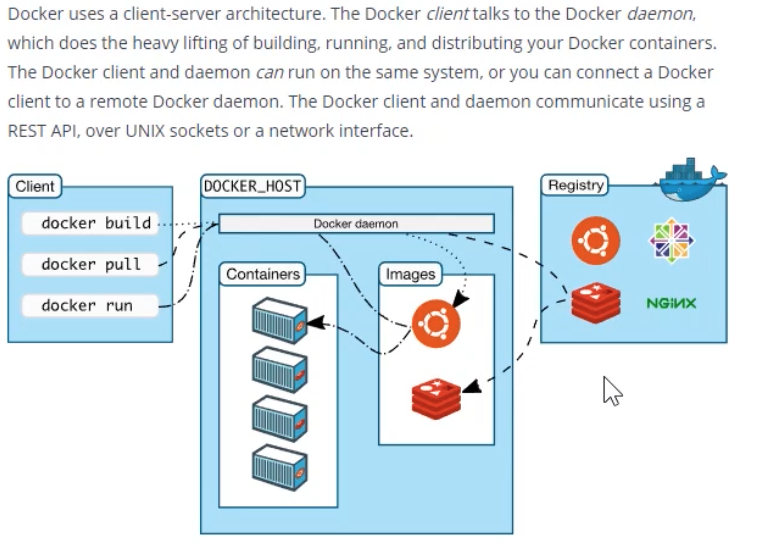 Docker uses a client-server architecture. The Docker client talks to the Docker daemon,
which does the heavy lifting of building, running, and distributing your Docker containers.
The Docker client and daemon can run on the same system, or you can connect a Docker
client to a remote Docker daemon. The Docker client and daemon communicate using a
REST API, over UNIX sockets or a network interface.
Client
DOCKER_HOST
Registry
docker build
Docker daemon
docker pull
Containers
Images
docker run
NGINX